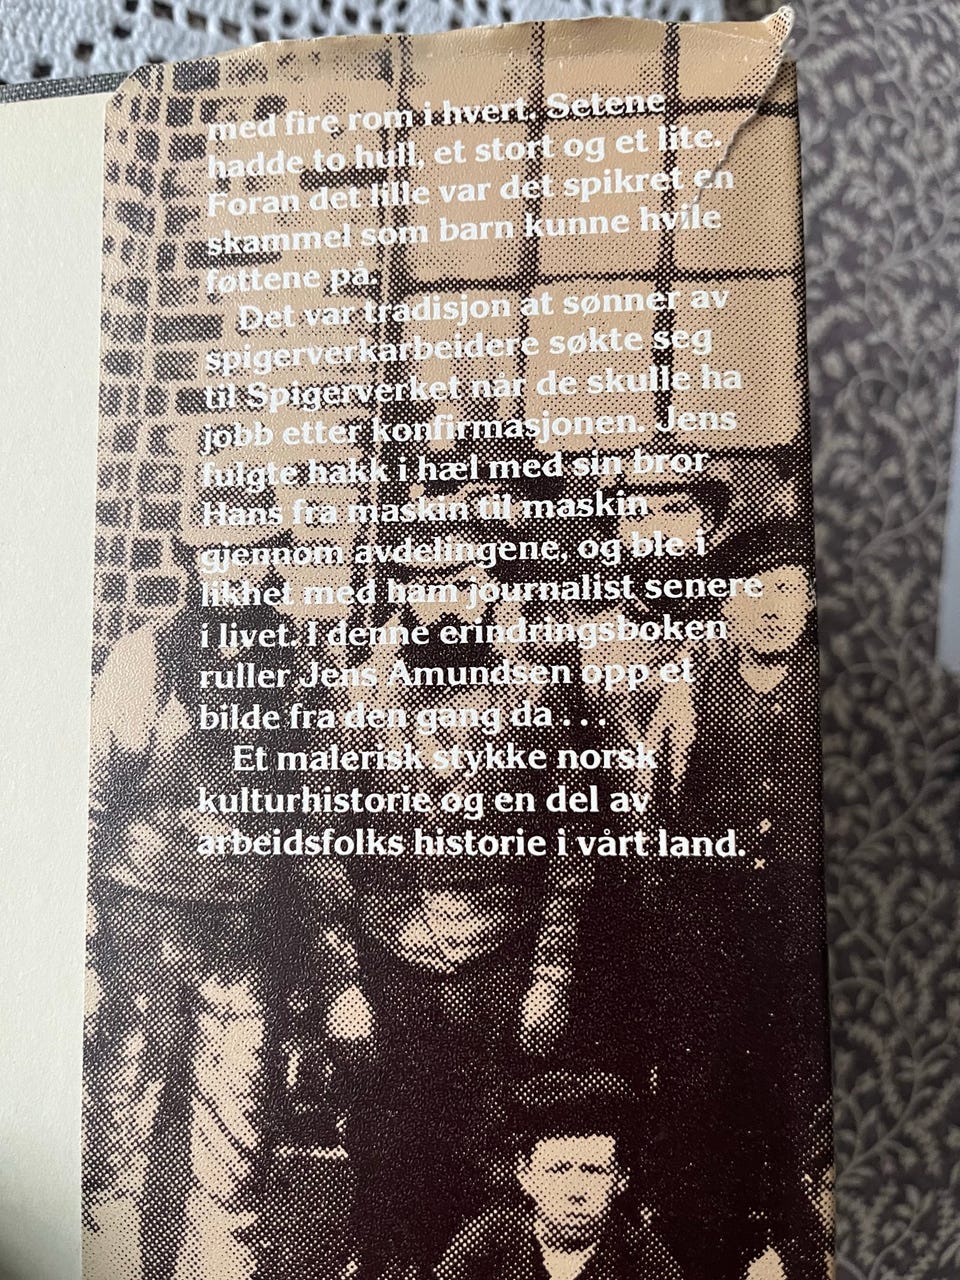 med fire rom i hvert. Setene
hadde to hull, et stort og et lite.
Foran det lille var det spikret en
skammel som barn kunne hvile
føttene på.
Det var tradisjon at sønner av
spigerverkarbeidere søkte seg
til Spigerverket når de skulle ha
jobb etter konfirmasjonen. Jens
fulgte hakk i hæl med sin bror
Hans fra maskin til maskin
gjennom avdelingene, og ble i
likhet med ham journalist senere
i livet. I denne erindringsboken
ruller Jens Amundsen opp et
bilde fra den gang da . . .
Et malerisk stykke norsk
kulturhistorie og en del av
arbeidsfolks historie i vårt land.